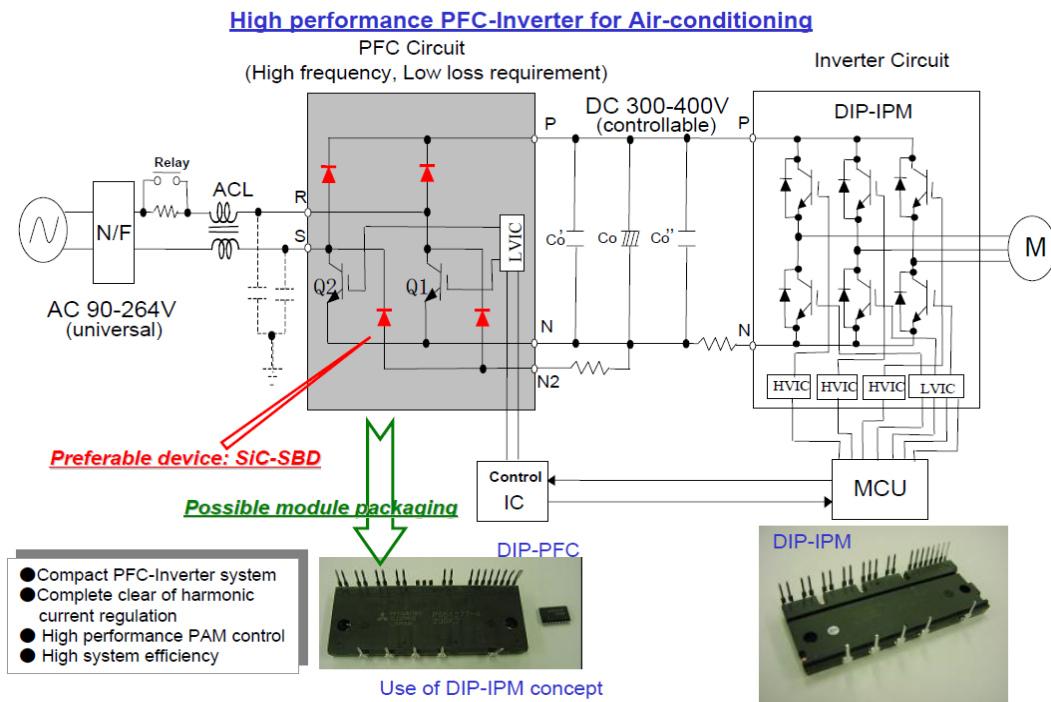 High performance PFC-Inverter for Air-conditioning
PFC Circuit
(High frequency, Low loss requirement)
Inverter Circuit
DC 300-400V
(controllable)
DIP-IPM
P
P
Relay
ACL
R
N/F
S
LVIC
Co'
Co
Co''
M
Q2
Q1
AC 90-264V
(universal)
N
N
N2
HVIC
HVIC
HVIC
LVIC
Preferable device: SiC-SBD
Control
IC
MCU
Possible module packaging
DIP-PFC
DIP-IPM
●Compact PFC-Inverter system
●Complete clear of harmonic
current regulation
● High performance PAM control
● High system efficiency
Use of DIP-IPM concept